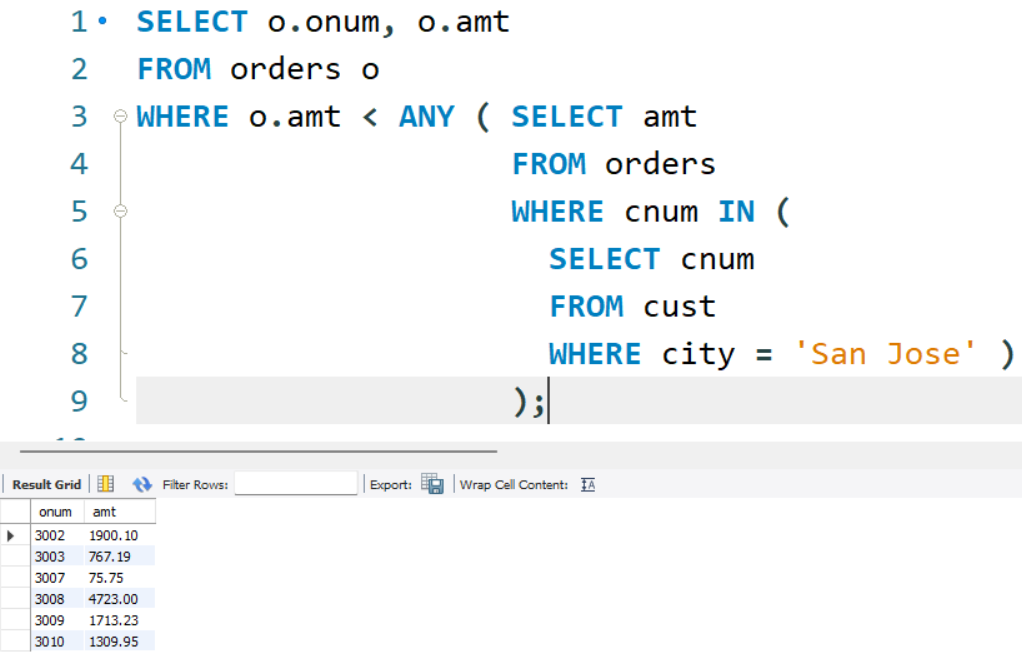 1 SELECT o.onum, o.amt
2 FROM orders o
3 WHERE o.amt < ANY ( SELECT amt
4 FROM orders
5 WHERE cnum IN (
6 SELECT cnum
7 FROM cust
8 WHERE city = 'San Jose' )
9 );
Result Grid Filter Rows: Export: Wrap Cell Content:
onum amt
3002 1900.10
3003 767.19
3007 75.75
3008 4723.00
3009 1713.23
3010 1309.95